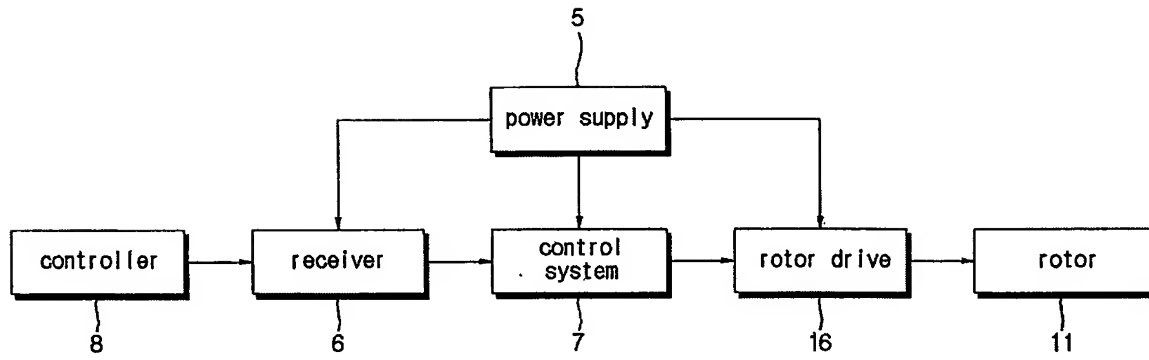 5
power supply
controller
receiver
control
system
rotor drive
rotor
8
6
7
16
11